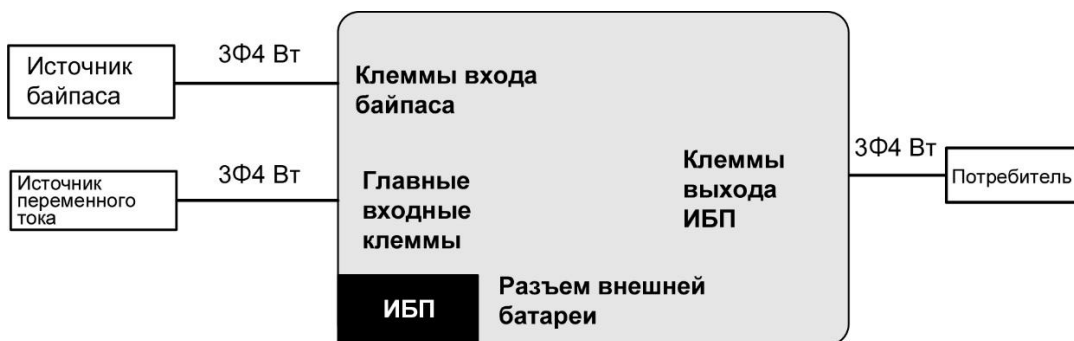 Источник
байпаса
3Ф4 Вт
Клеммы входа
байпаса
Источник
переменного
тока
3Ф4 Вт
Главные
входные
клеммы
Клеммы
выхода
ИБП
3Ф4 Вт
Потребитель
ИБП
Разъем внешней
батареи